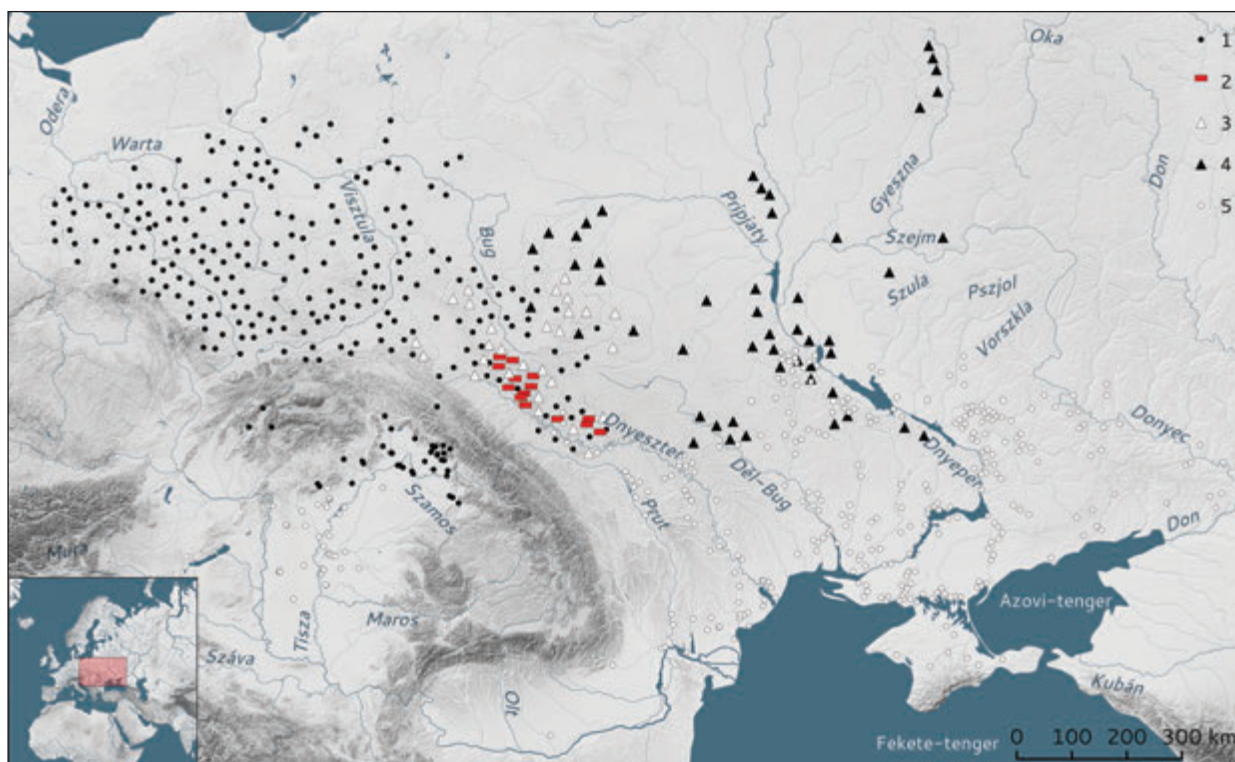 Oka
1
2
3
4
5
Odera
Warta
Visztula
Bug
Pripjaty
Gyeszna
Don
Szejm
Szula
Pszjol
Vorszkla
Donyec
Dnyeszter
Dél-Bug
Dnyeper
Prut
Szamos
Don
Mura
Tisza
Maros
Azovi-tenger
Száva
Olt
Kubán
Fekete-tenger
0 100 200 300 km